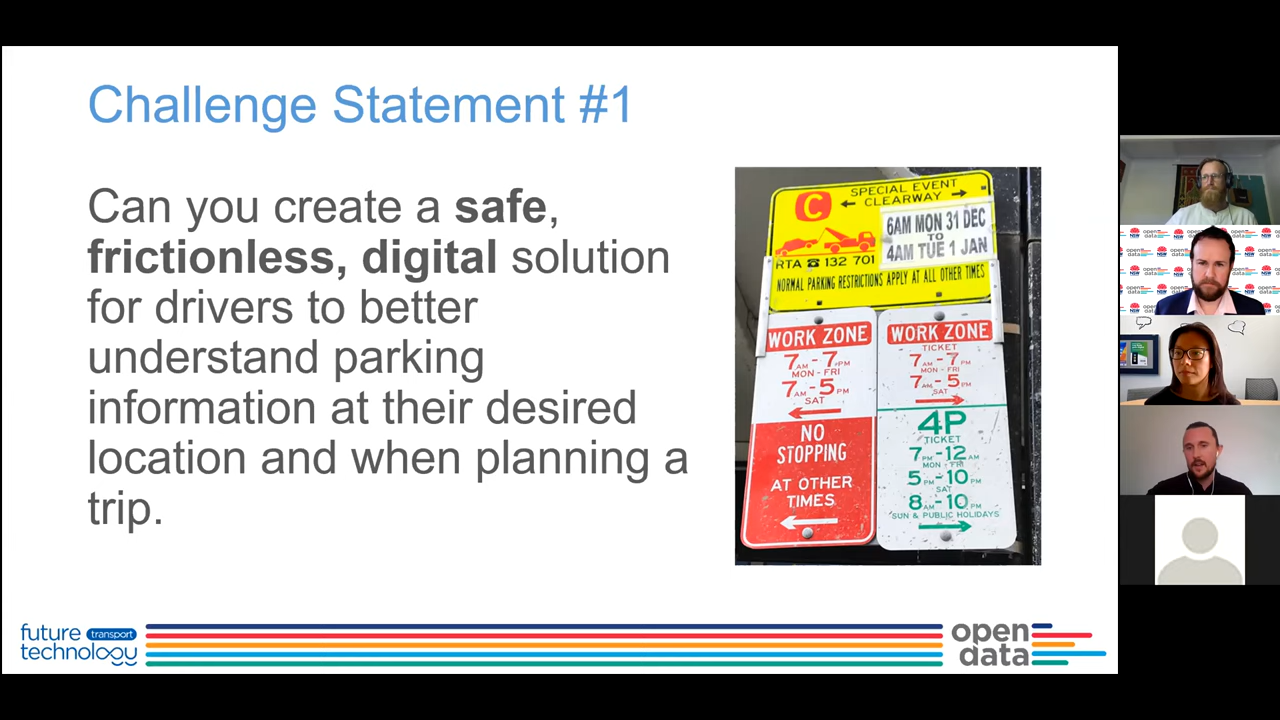 Challenge Statement #1
Can you create a safe,
frictionless, digital solution
for drivers to better
understand parking
information at their desired
location and when planning a
trip.
C
SPECIAL EVENT
CLEARWAY
6AM MON 31 DEC
TO
4AM TUE 1 JAN
RTA ☎ 132 701
NORMAL PARKING RESTRICTIONS APPLY AT ALL OTHER TIMES
WORK ZONE
7AM-7PM
MON-FRI
7AM-5PM
SAT
NO
STOPPING
AT OTHER
TIMES
WORK ZONE
TICKET
7AM-7PM
MON-FRI
7AM-5PM
SAT
4P
TICKET
7PM-12AM
MON-FRI
5PM-10PM
SAT
8AM-10PM
SUN & PUBLIC HOLIDAYS
future transport
technology
open
data